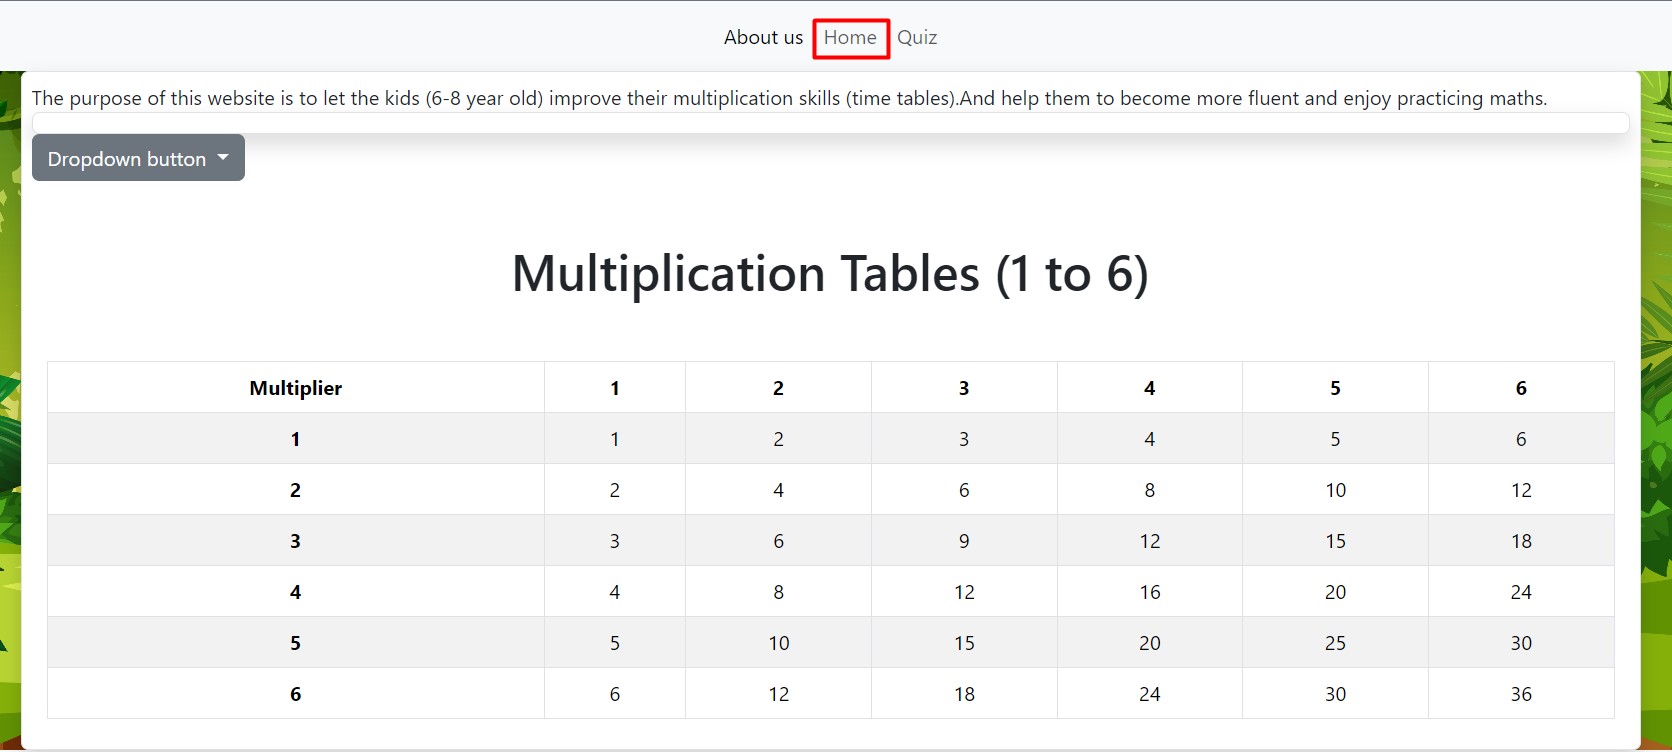 About us Home Quiz
The purpose of this website is to let the kids (6-8 year old) improve their multiplication skills (time tables).And help them to become more fluent and enjoy practicing maths.
Dropdown button
Multiplication Tables (1 to 6)
Multiplier 1 2 3 4 5 6
1 1 2 3 4 5 6
2 2 4 6 8 10 12
3 3 6 9 12 15 18
4 4 8 12 16 20 24
5 5 10 15 20 25 30
6 6 12 18 24 30 36